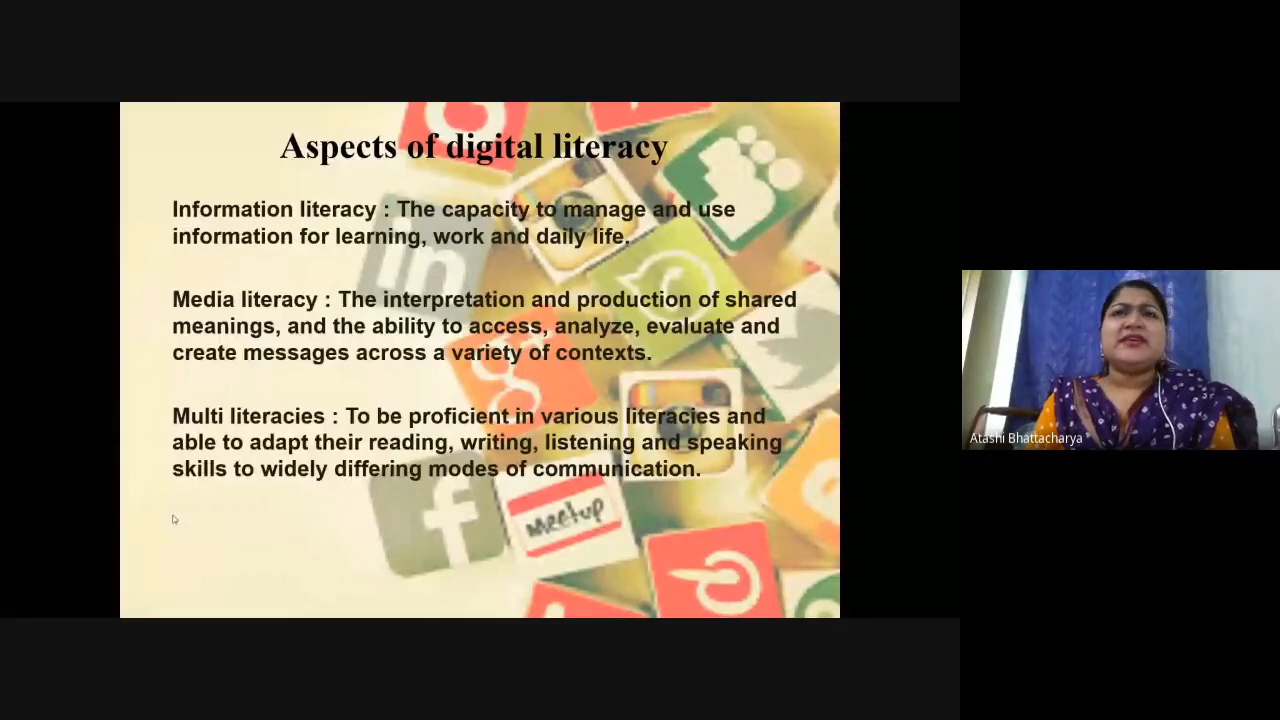 Aspects of digital literacy
Information literacy : The capacity to manage and use
information for learning, work and daily life.
Media literacy : The interpretation and production of shared
meanings, and the ability to access, analyze, evaluate and
create messages across a variety of contexts.
Multi literacies : To be proficient in various literacies and
able to adapt their reading, writing, listening and speaking
skills to widely differing modes of communication.
in
g+
f
meetup
Atashi Bhattacharya